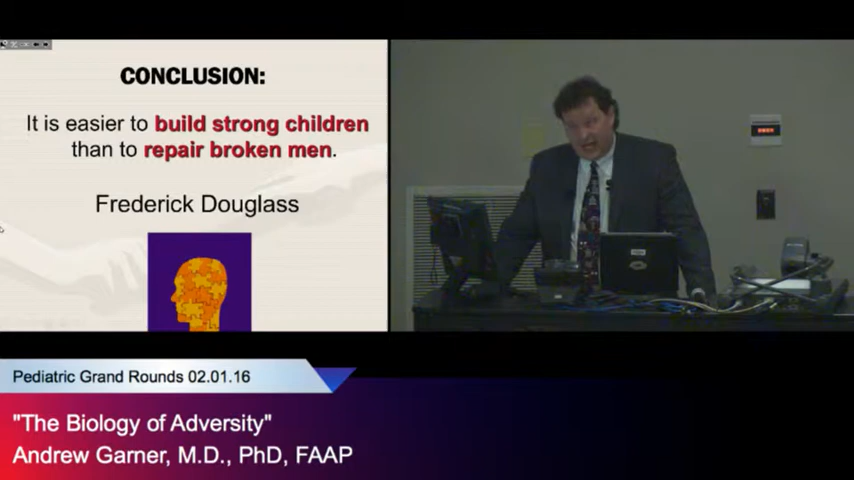 CONCLUSION:
It is easier to build strong children
than to repair broken men.
Frederick Douglass
Pediatric Grand Rounds 02.01.16
"The Biology of Adversity"
Andrew Garner, M.D., PhD, FAAP